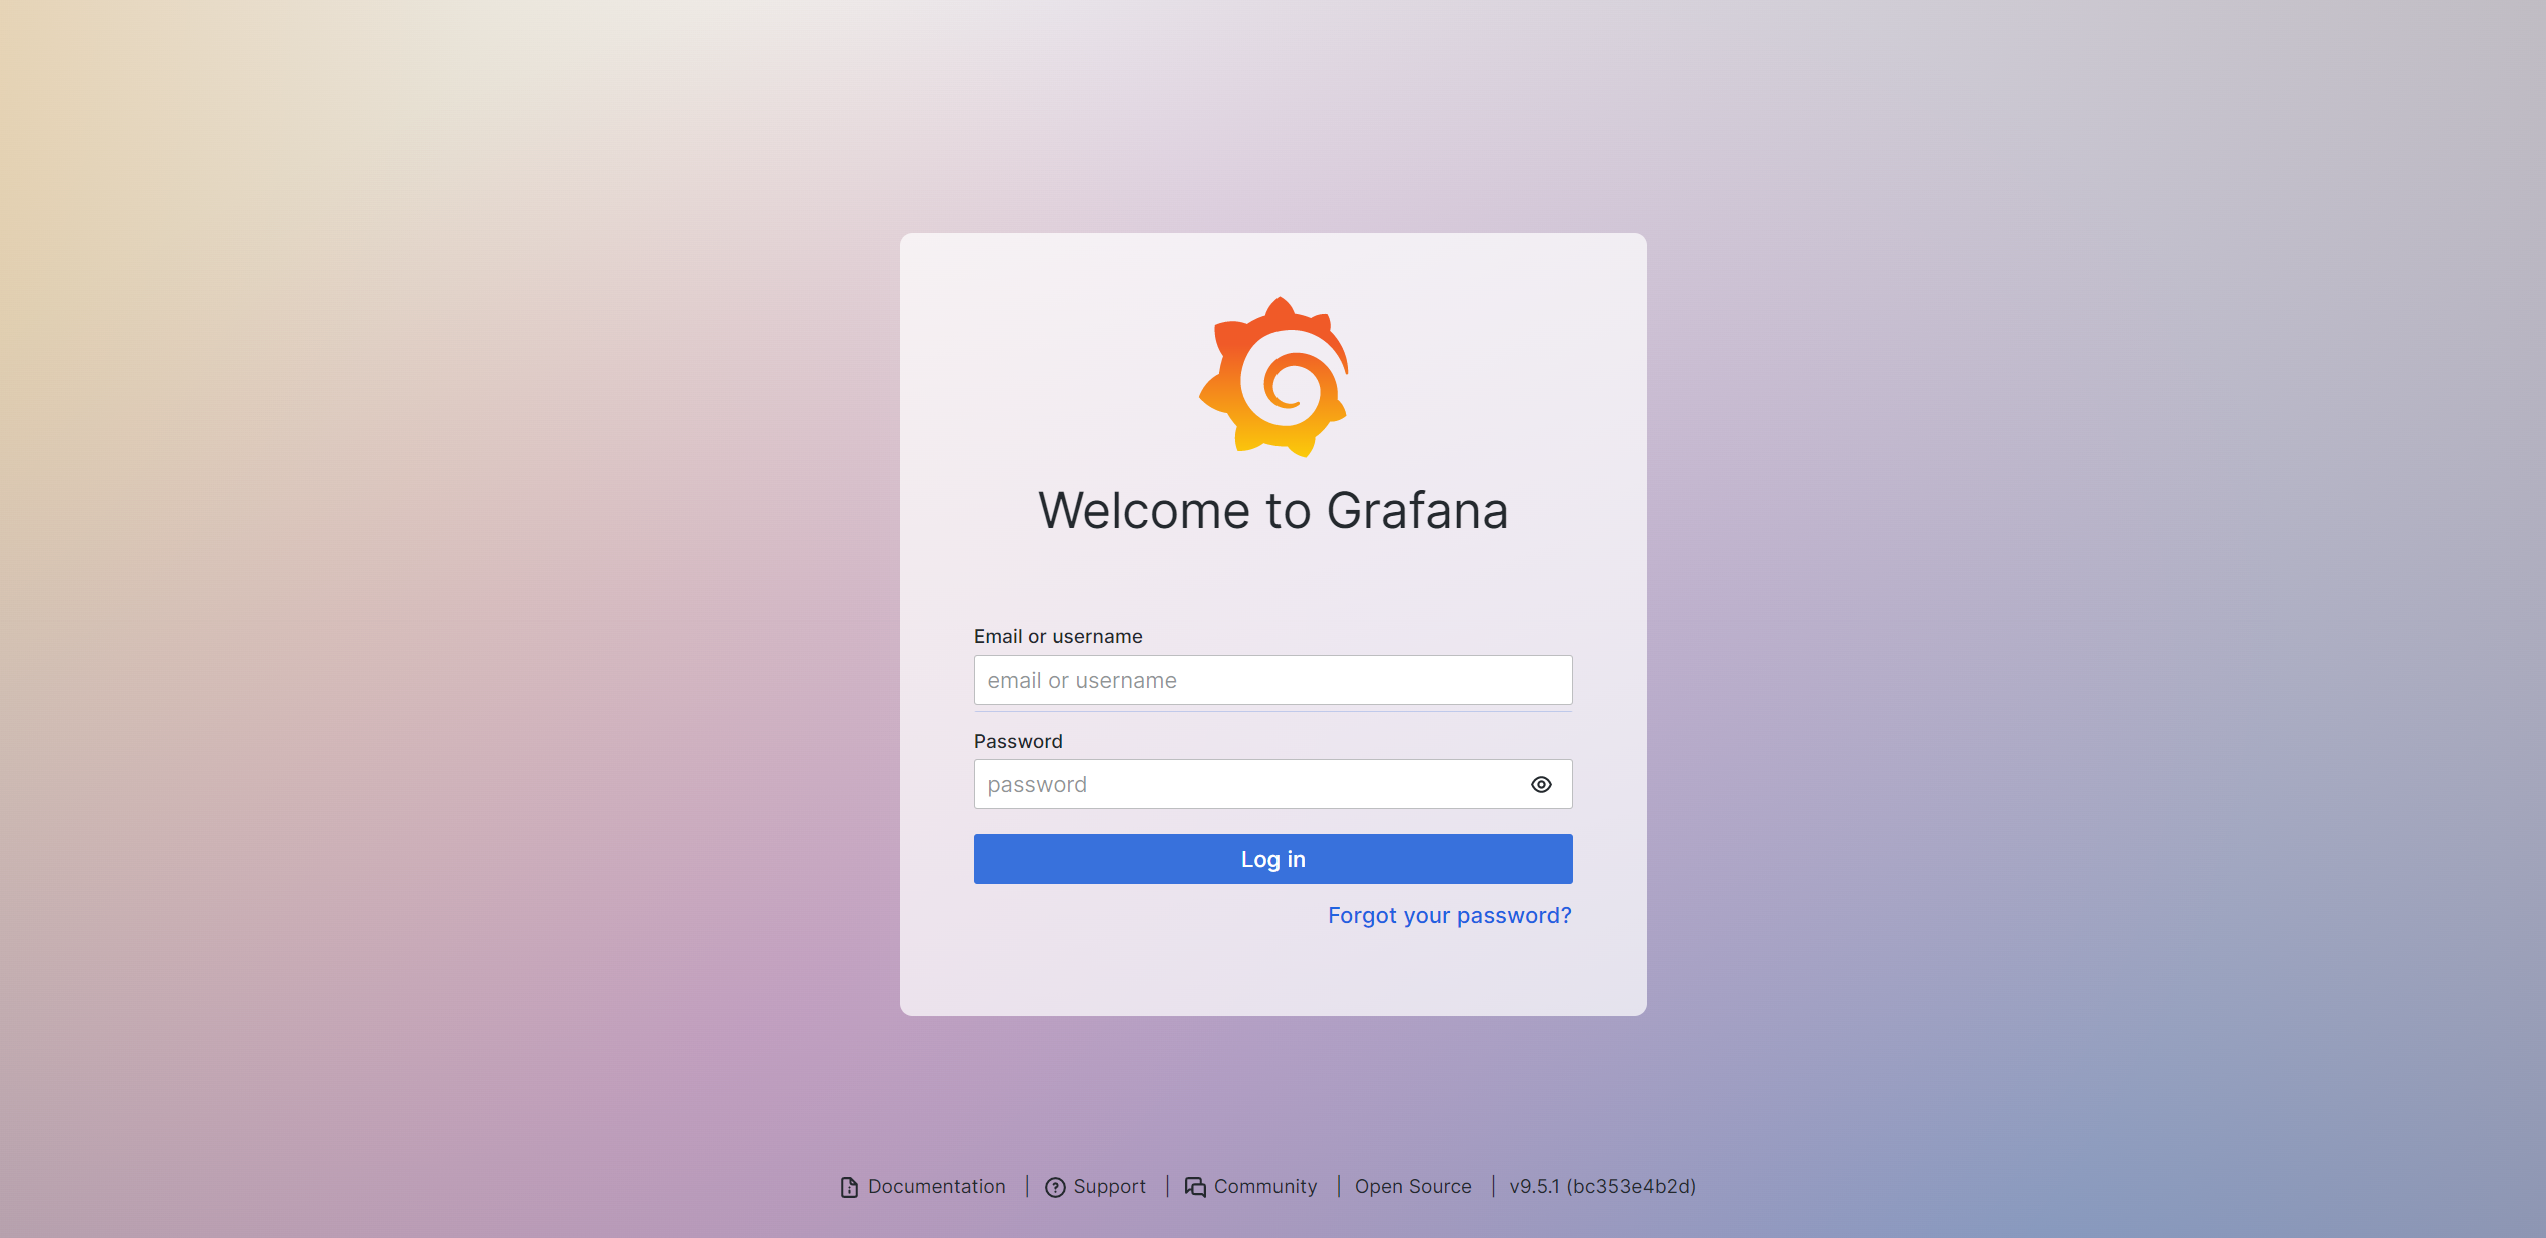 Welcome to Grafana
Email or username
email or username
Password
password
Log in
Forgot your password?
Documentation | Support | Community | Open Source | v9.5.1 (bc353e4b2d)